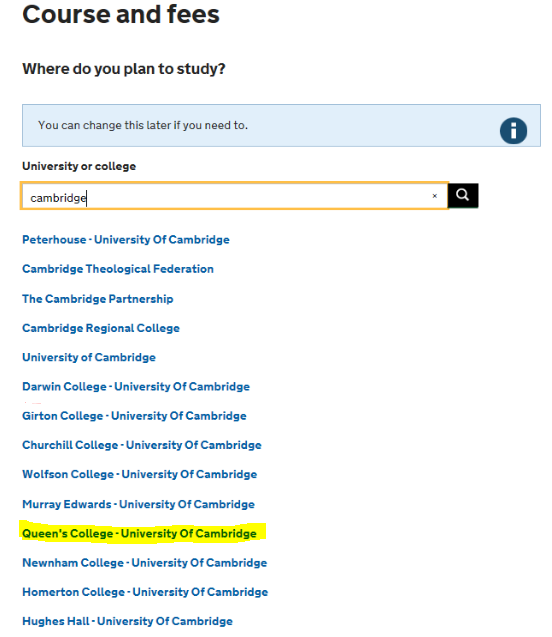 Course and fees
Where do you plan to study?
You can change this later if you need to.
University or college
cambridge
Peterhouse - University Of Cambridge
Cambridge Theological Federation
The Cambridge Partnership
Cambridge Regional College
University of Cambridge
Darwin College - University Of Cambridge
Girton College - University Of Cambridge
Churchill College - University Of Cambridge
Wolfson College - University Of Cambridge
Murray Edwards - University Of Cambridge
Queen's College - University Of Cambridge
Newnham College - University Of Cambridge
Homerton College - University Of Cambridge
Hughes Hall - University Of Cambridge